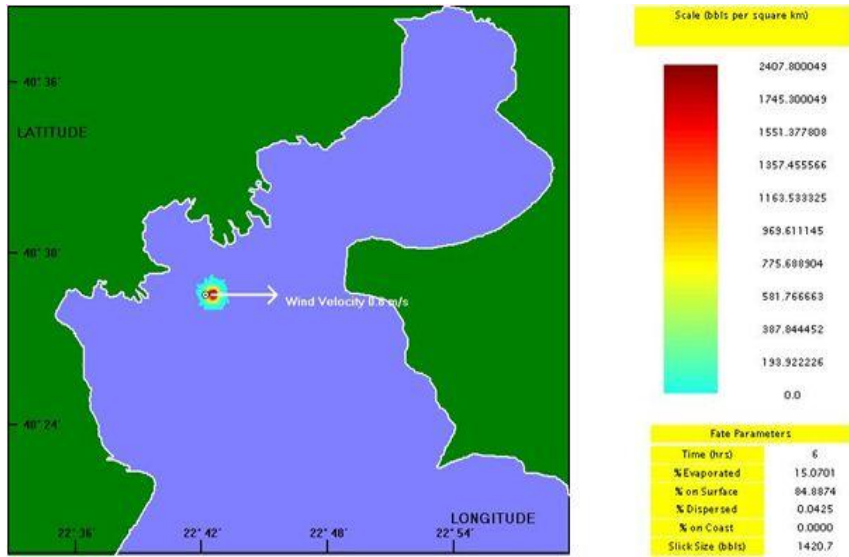 Scale (bbls per square km)
2407.800049
1745.300049
1551.377808
1357.455566
1163.533325
969.611145
775.688904
581.766663
387.844452
193.922226
0.0
40° 36'
LATITUDE
40° 30'
Wind Velocity 0.8 m/s
40° 24'
LONGITUDE
22° 36' 22° 42' 22° 48' 22° 54'
Fate Parameters
Time (hrs) 6
% Evaporated 15.0701
% on Surface 84.8874
% Dispersed 0.0425
% on Coast 0.0000
Slick Size (bbls) 1420.7